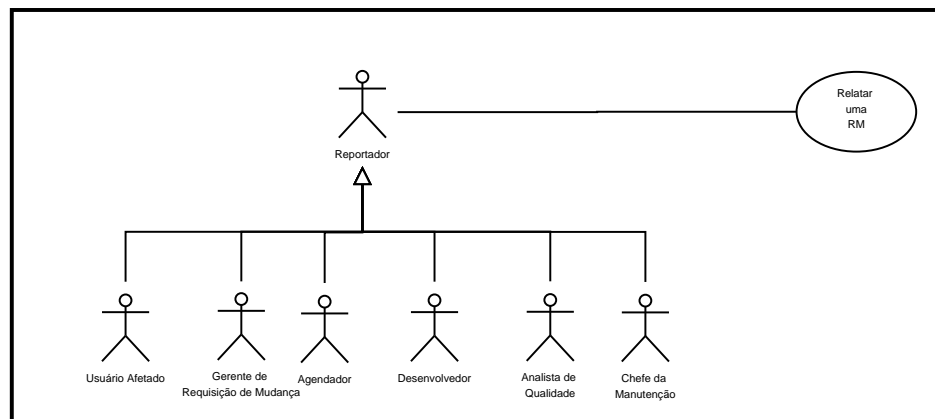 Relatar
uma
RM
Reportador
Usuário Afetado
Gerente de
Requisição de Mudança
Agendador
Desenvolvedor
Analista de
Qualidade
Chefe da
Manutenção